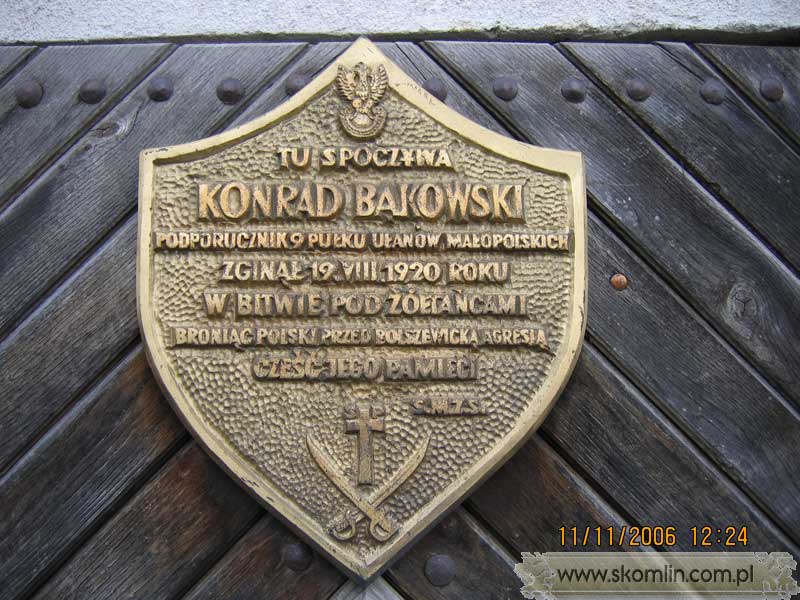 TU SPOCZYWA
KONRAD BAKOWSKI
PODPORUCZNIK 9 PUŁKU UŁANÓW MAŁOPOLSKICH
ZGINĄŁ 19.VIII.1920 ROKU
W BITWIE POD ŻÓŁTAŃCAMI
BRONIĄC POLSKI PRZED BOLSZEWICKĄ AGRESJĄ
CZEŚĆ JEGO PAMIĘCI
S.M.Z.S.
11/11/2006 12:24
www.skomlin.com.pl